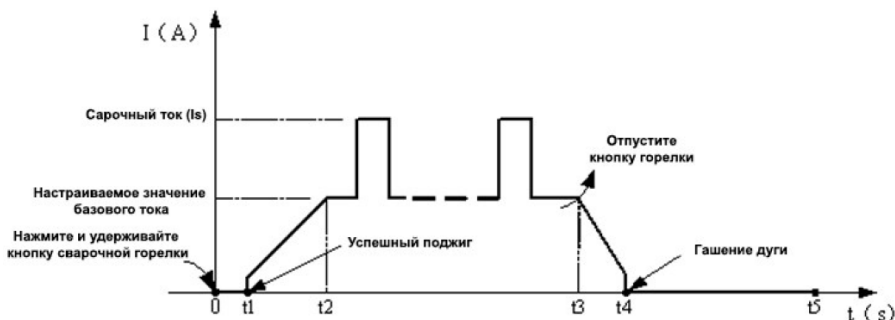 I (A)
Сарочный ток (Is)
Отпустите
кнопку горелки
Настраиваемое значение
базового тока
Нажмите и удерживайте
кнопку сварочной горелки
Успешный поджиг
Гашение дуги
0 t1 t2 t3 t4 t5
t (s)